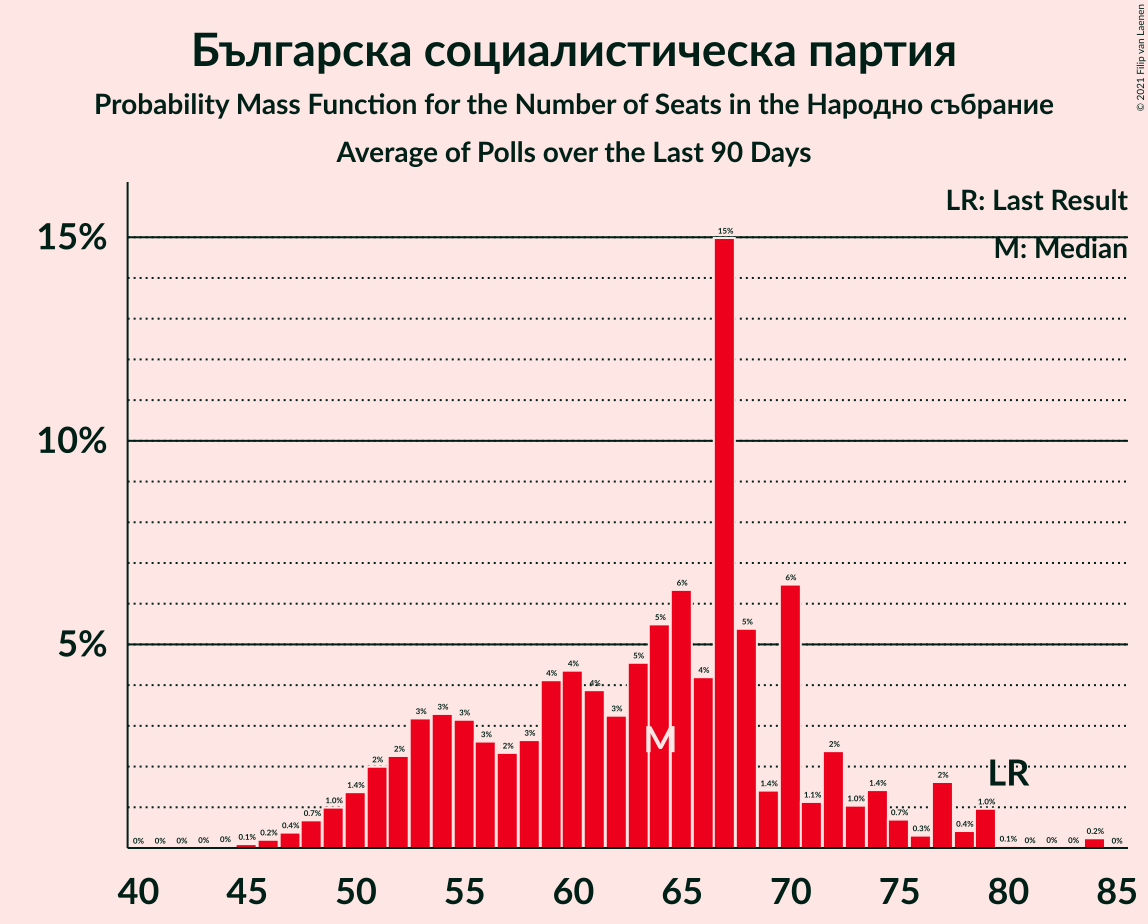 Българска социалистическа партия
Probability Mass Function for the Number of Seats in the Народно събрание
Average of Polls over the Last 90 Days
© 2021 Filip van Laenen
LR: Last Result
M: Median
15%
10%
5%
0% 0% 0% 0% 0% 0.1% 0.2% 0.4% 0.7% 1.0% 1.4% 2% 2% 3% 3% 3% 3% 2% 3% 4% 4% 4% 3% 5% 5% 6% 4% 15% 5% 1.4% 6% 1.1% 2% 1.0% 1.4% 0.7% 0.3% 2% 0.4% 1.0% 0.1% 0% 0% 0% 0.2% 0%
M
LR
40 45 50 55 60 65 70 75 80 85